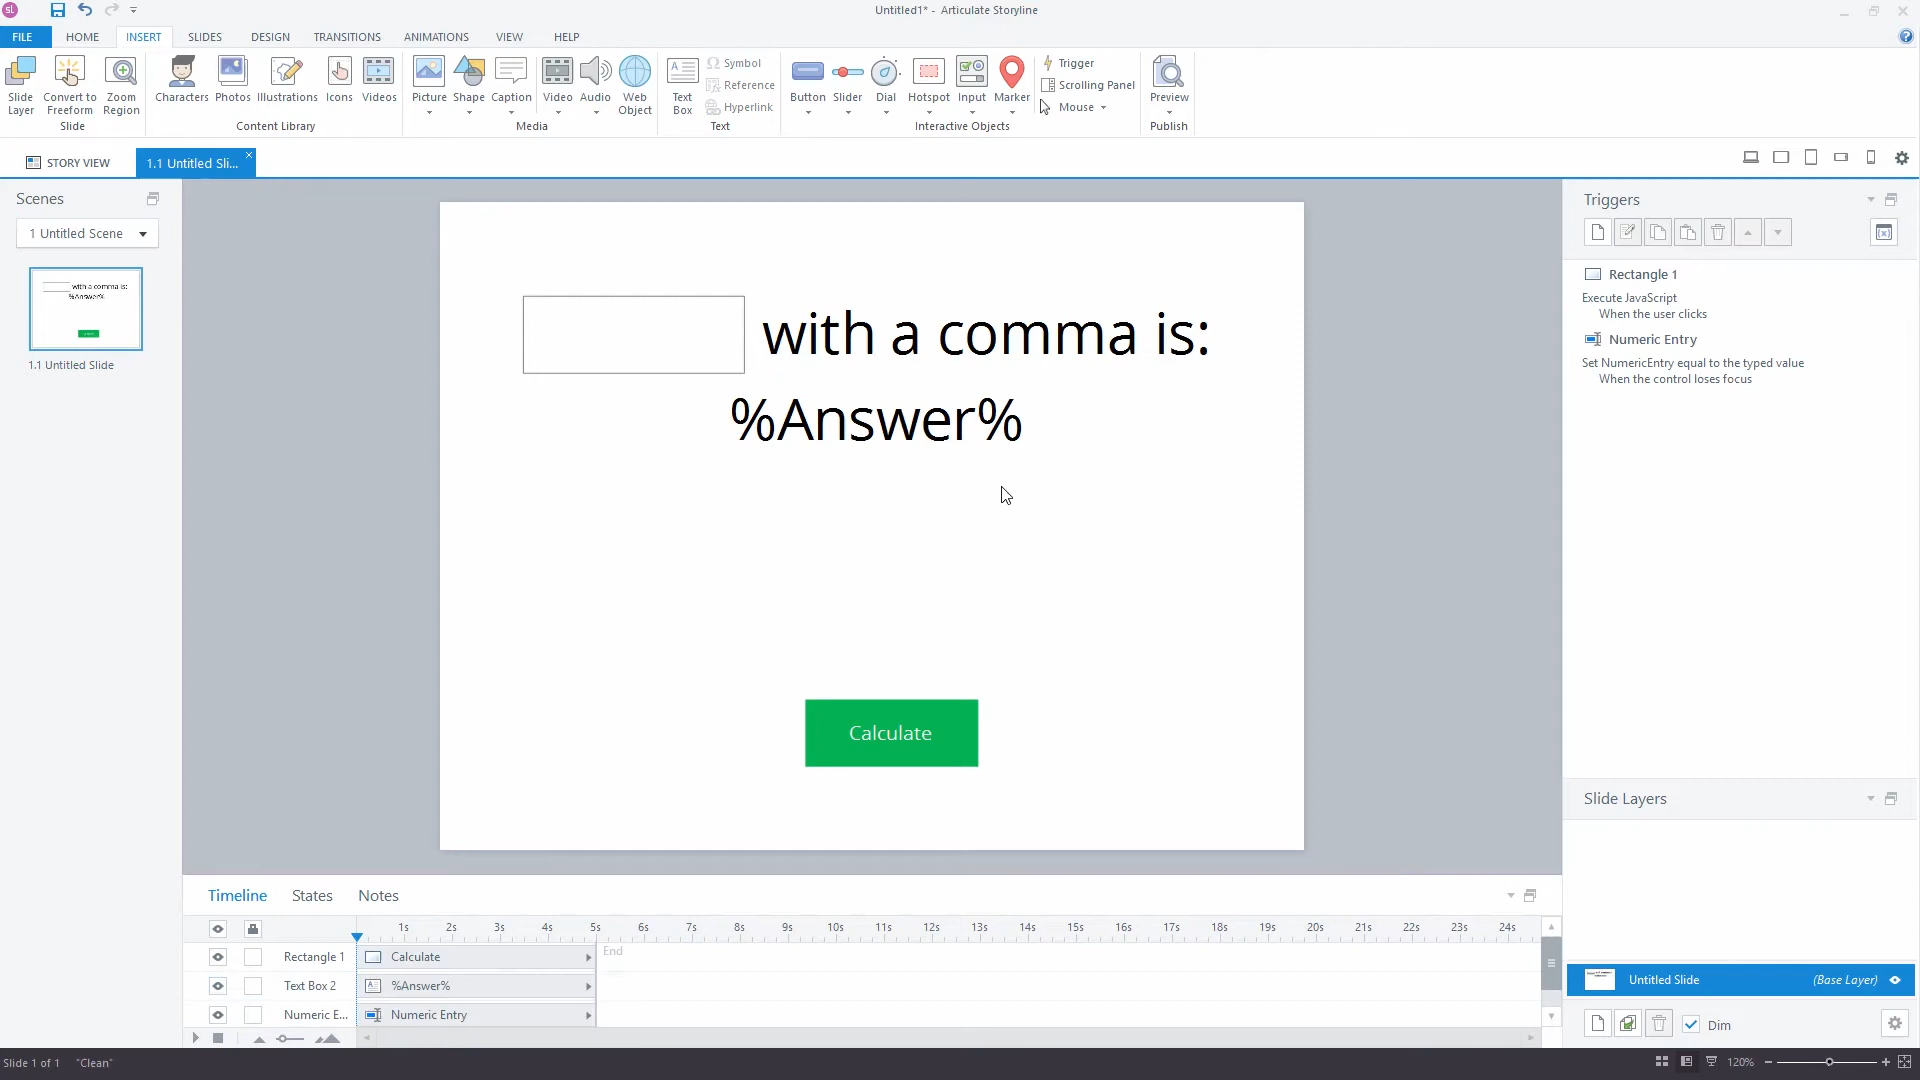 sL
Untitled1* - Articulate Storyline
FILE HOME INSERT SLIDES DESIGN TRANSITIONS ANIMATIONS VIEW HELP
Slide Layer
Convert to Freeform
Zoom Region
Slide
Characters Photos Illustrations Icons Videos
Content Library
Picture Shape Caption Video Audio Web Object
Media
Text Box
Symbol
Reference
Hyperlink
Text
Button Slider Dial Hotspot Input Marker
Trigger
Scrolling Panel
Mouse
Interactive Objects
Preview
Publish
STORY VIEW
1.1 Untitled Sli...
Scenes
1 Untitled Scene
with a comma is:
%Answer%
1.1 Untitled Slide
with a comma is:
%Answer%
Calculate
Triggers
Rectangle 1
Execute JavaScript
When the user clicks
Numeric Entry
Set NumericEntry equal to the typed value
When the control loses focus
Slide Layers
Untitled Slide (Base Layer)
Dim
Timeline States Notes
1s 2s 3s 4s 5s 6s 7s 8s 9s 10s 11s 12s 13s 14s 15s 16s 17s 18s 19s 20s 21s 22s 23s 24s
Rectangle 1 Calculate End
Text Box 2 %Answer%
Numeric E... Numeric Entry
Slide 1 of 1 "Clean" 120%